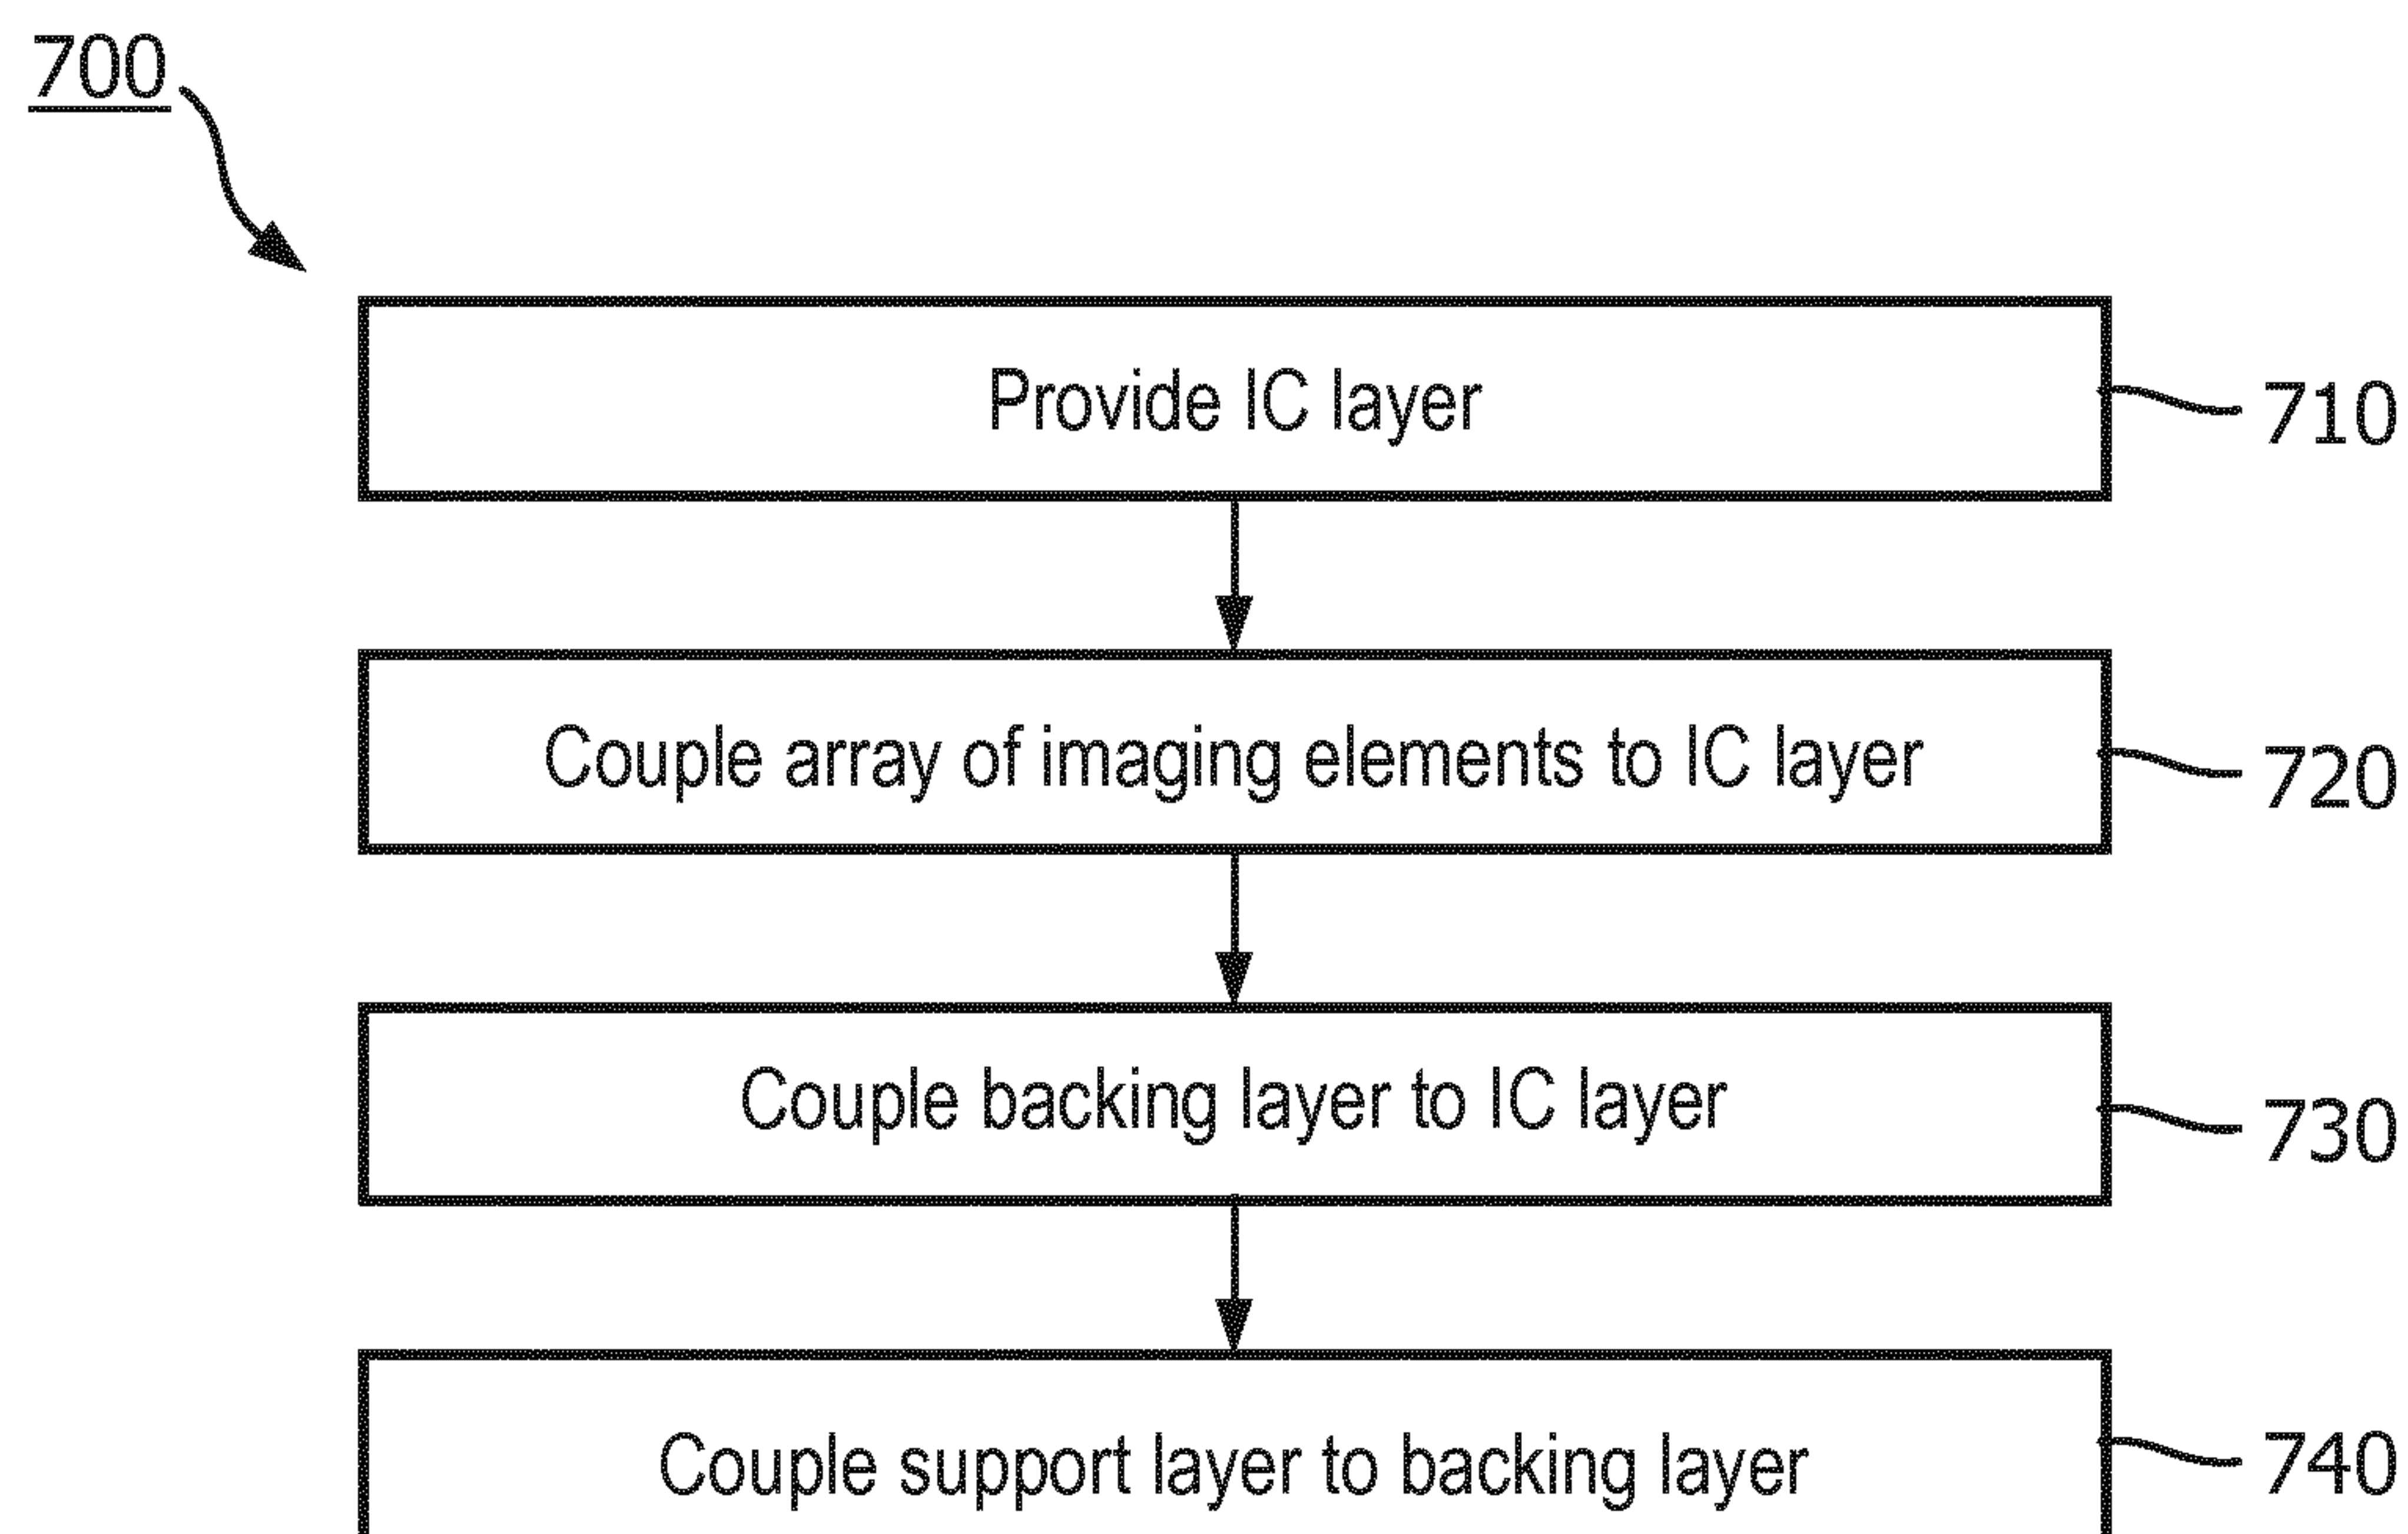 700
Provide IC layer
710
Couple array of imaging elements to IC layer
720
Couple backing layer to IC layer
730
Couple support layer to backing layer
740